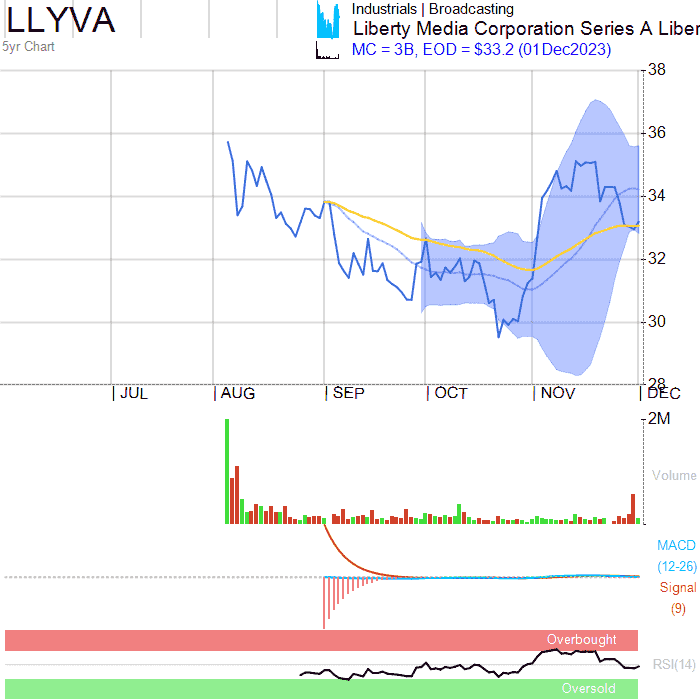 LLYVA
5yr Chart
Industrials | Broadcasting
Liberty Media Corporation Series A Liber
MC = 3B, EOD = $33.2 (01Dec2023)
38
36
34
32
30
28
JUL AUG SEP OCT NOV DEC
2M
Volume
MACD
(12-26)
Signal
(9)
Overbought
RSI(14)
Oversold